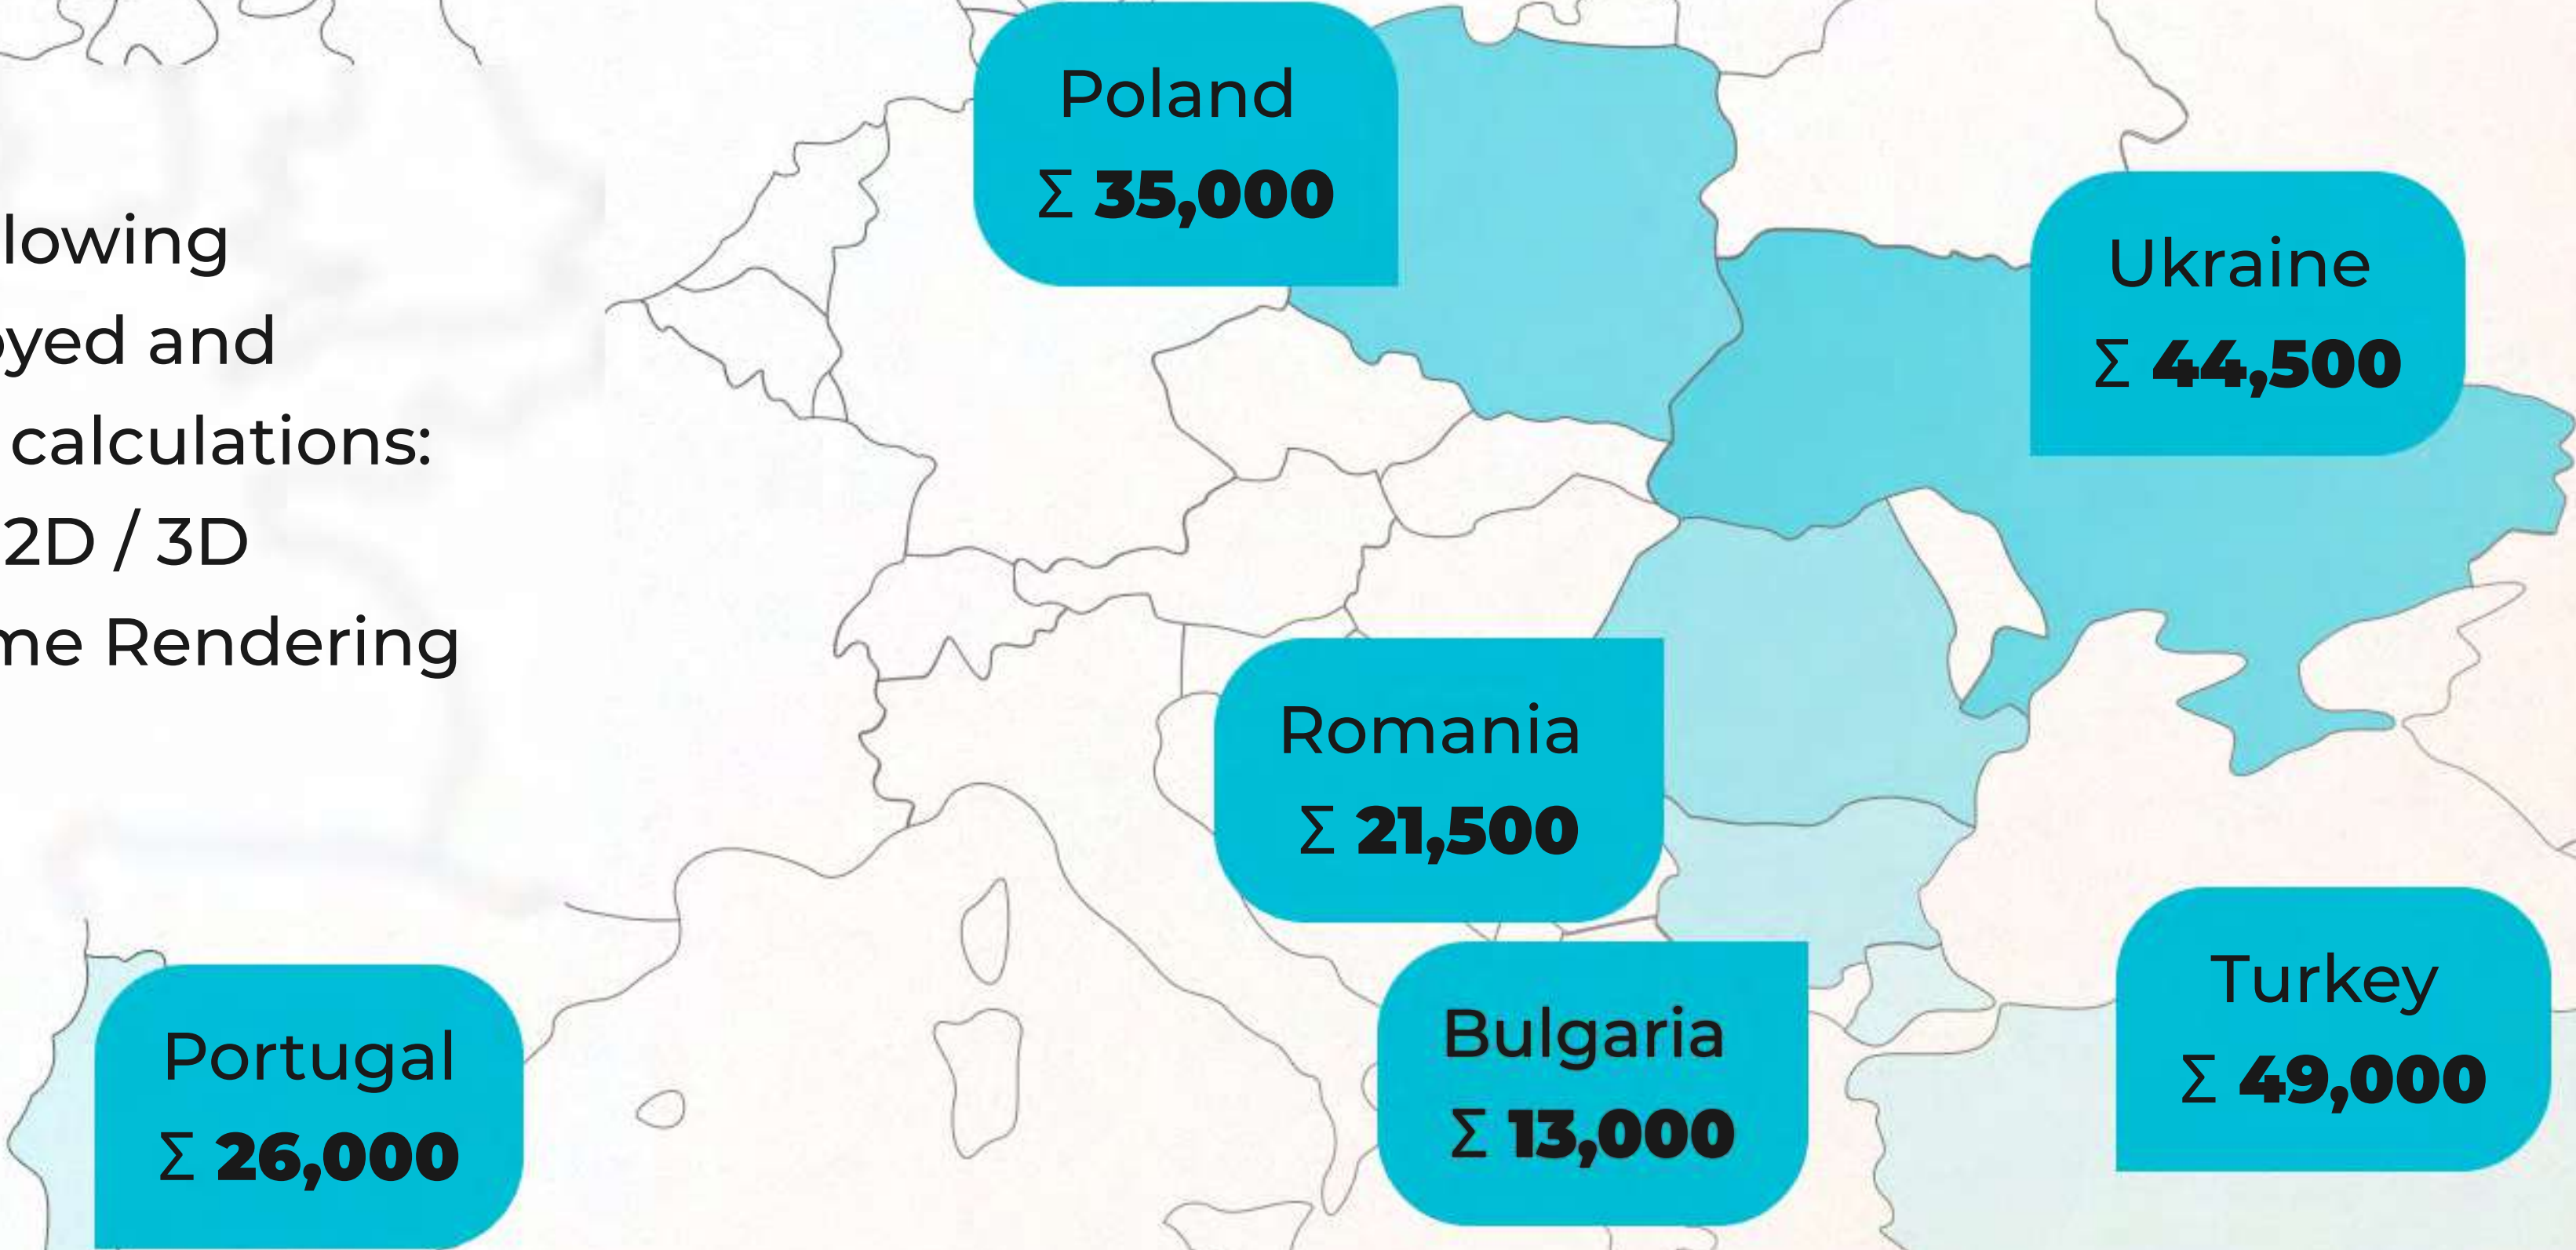 lowing
yed and
calculations:
2D / 3D
me Rendering
Poland
Σ 35,000
Ukraine
Σ 44,500
Romania
Σ 21,500
Bulgaria
Σ 13,000
Turkey
Σ 49,000
Portugal
Σ 26,000